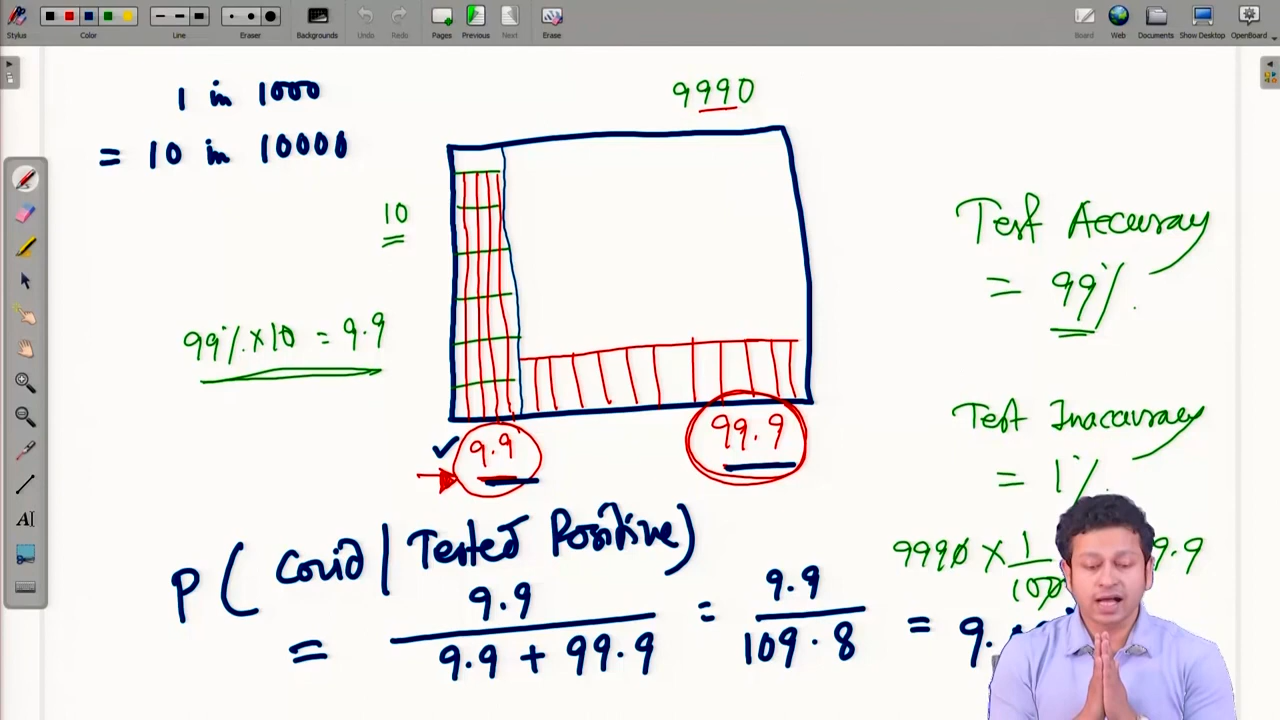 Stylus
Color
Line
Eraser
Backgrounds
Undo
Redo
Pages
Previous
Next
Erase
Board
Web
Documents
Show Desktop
OpenBoard
1 in 1000
= 10 in 10000
9990
10
99% × 10 = 9.9
Test Accuracy
= 99%
9.9
99.9
Test Inaccuracy
= 1%
9990 × 1/100
9.9
P( Covid | Tested Positive)
= 9.9 / 9.9 + 99.9 = 9.9 / 109.8 = 9.
AI